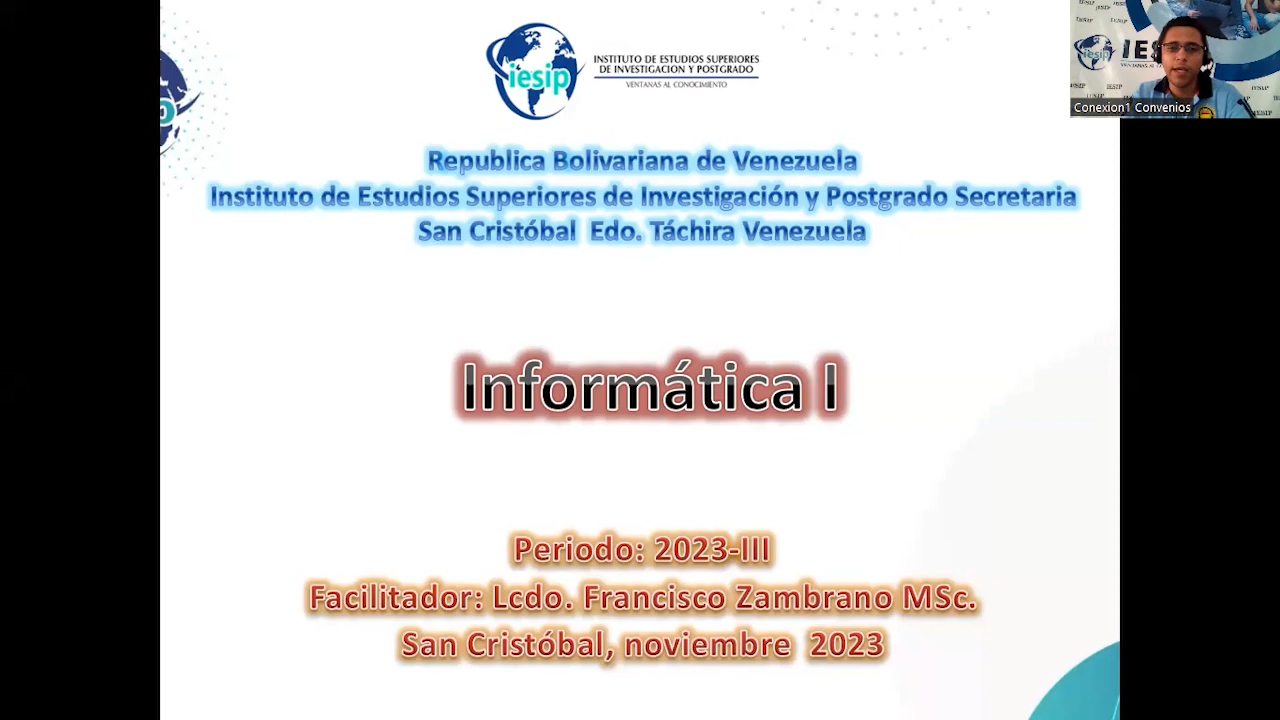 iesip
INSTITUTO DE ESTUDIOS SUPERIORES
DE INVESTIGACION Y POSTGRADO
VENTANAS AL CONOCIMIENTO
Conexion1 Convenios
Republica Bolivariana de Venezuela
Instituto de Estudios Superiores de Investigación y Postgrado Secretaria
San Cristóbal Edo. Táchira Venezuela
Informática I
Periodo: 2023-III
Facilitador: Lcdo. Francisco Zambrano MSc.
San Cristóbal, noviembre 2023